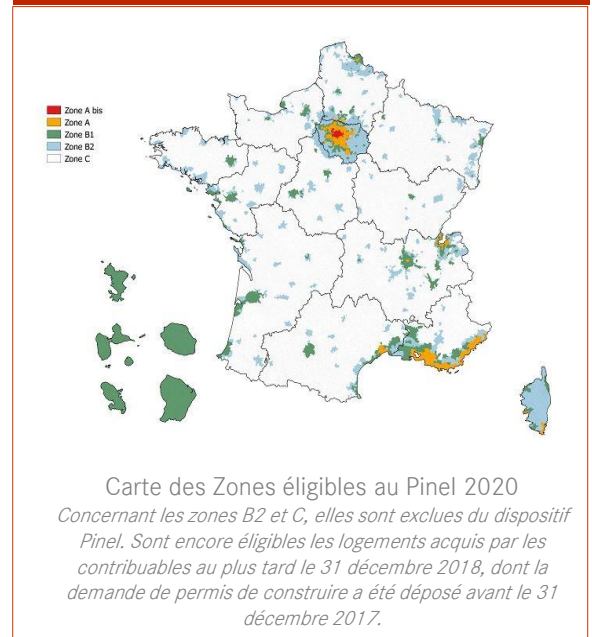 Zone A bis
Zone A
Zone B1
Zone B2
Zone C
Carte des Zones éligibles au Pinel 2020
Concernant les zones B2 et C, elles sont exclues du dispositif
Pinel. Sont encore éligibles les logements acquis par les
contribuables au plus tard le 31 décembre 2018, dont la
demande de permis de construire a été déposé avant le 31
décembre 2017.